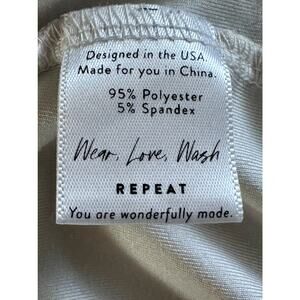 Designed in the USA.
Made for you in China.
95% Polyester
5% Spandex
Wear, Love, Wash
REPEAT
You are wonderfully made.